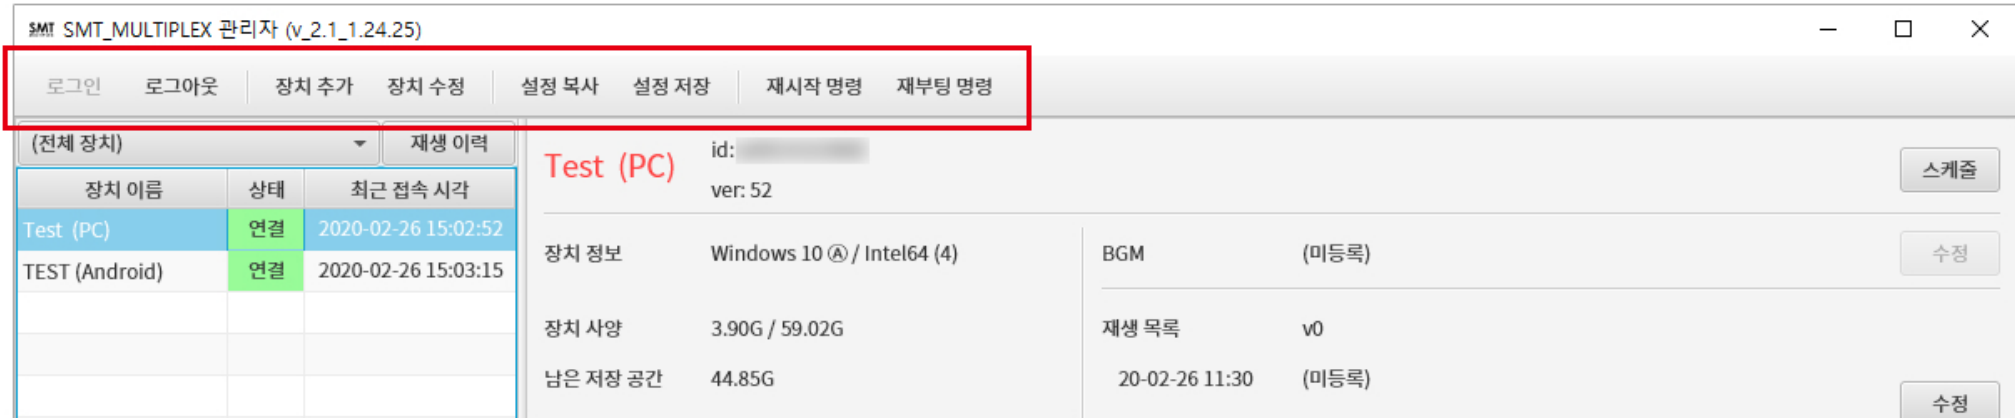 SMT SMT_MULTIPLEX 관리자 (v_2.1_1.24.25)
로그인 로그아웃 장치 추가 장치 수정 설정 복사 설정 저장 재시작 명령 재부팅 명령
(전체 장치) 재생 이력
장치 이름 상태 최근 접속 시각
Test (PC) 연결 2020-02-26 15:02:52
TEST (Android) 연결 2020-02-26 15:03:15
Test (PC)
id:
ver: 52
스케줄
장치 정보 Windows 10 Ⓐ / Intel64 (4)
장치 사양 3.90G / 59.02G
남은 저장 공간 44.85G
BGM (미등록) 수정
재생 목록 v0
20-02-26 11:30 (미등록)
수정